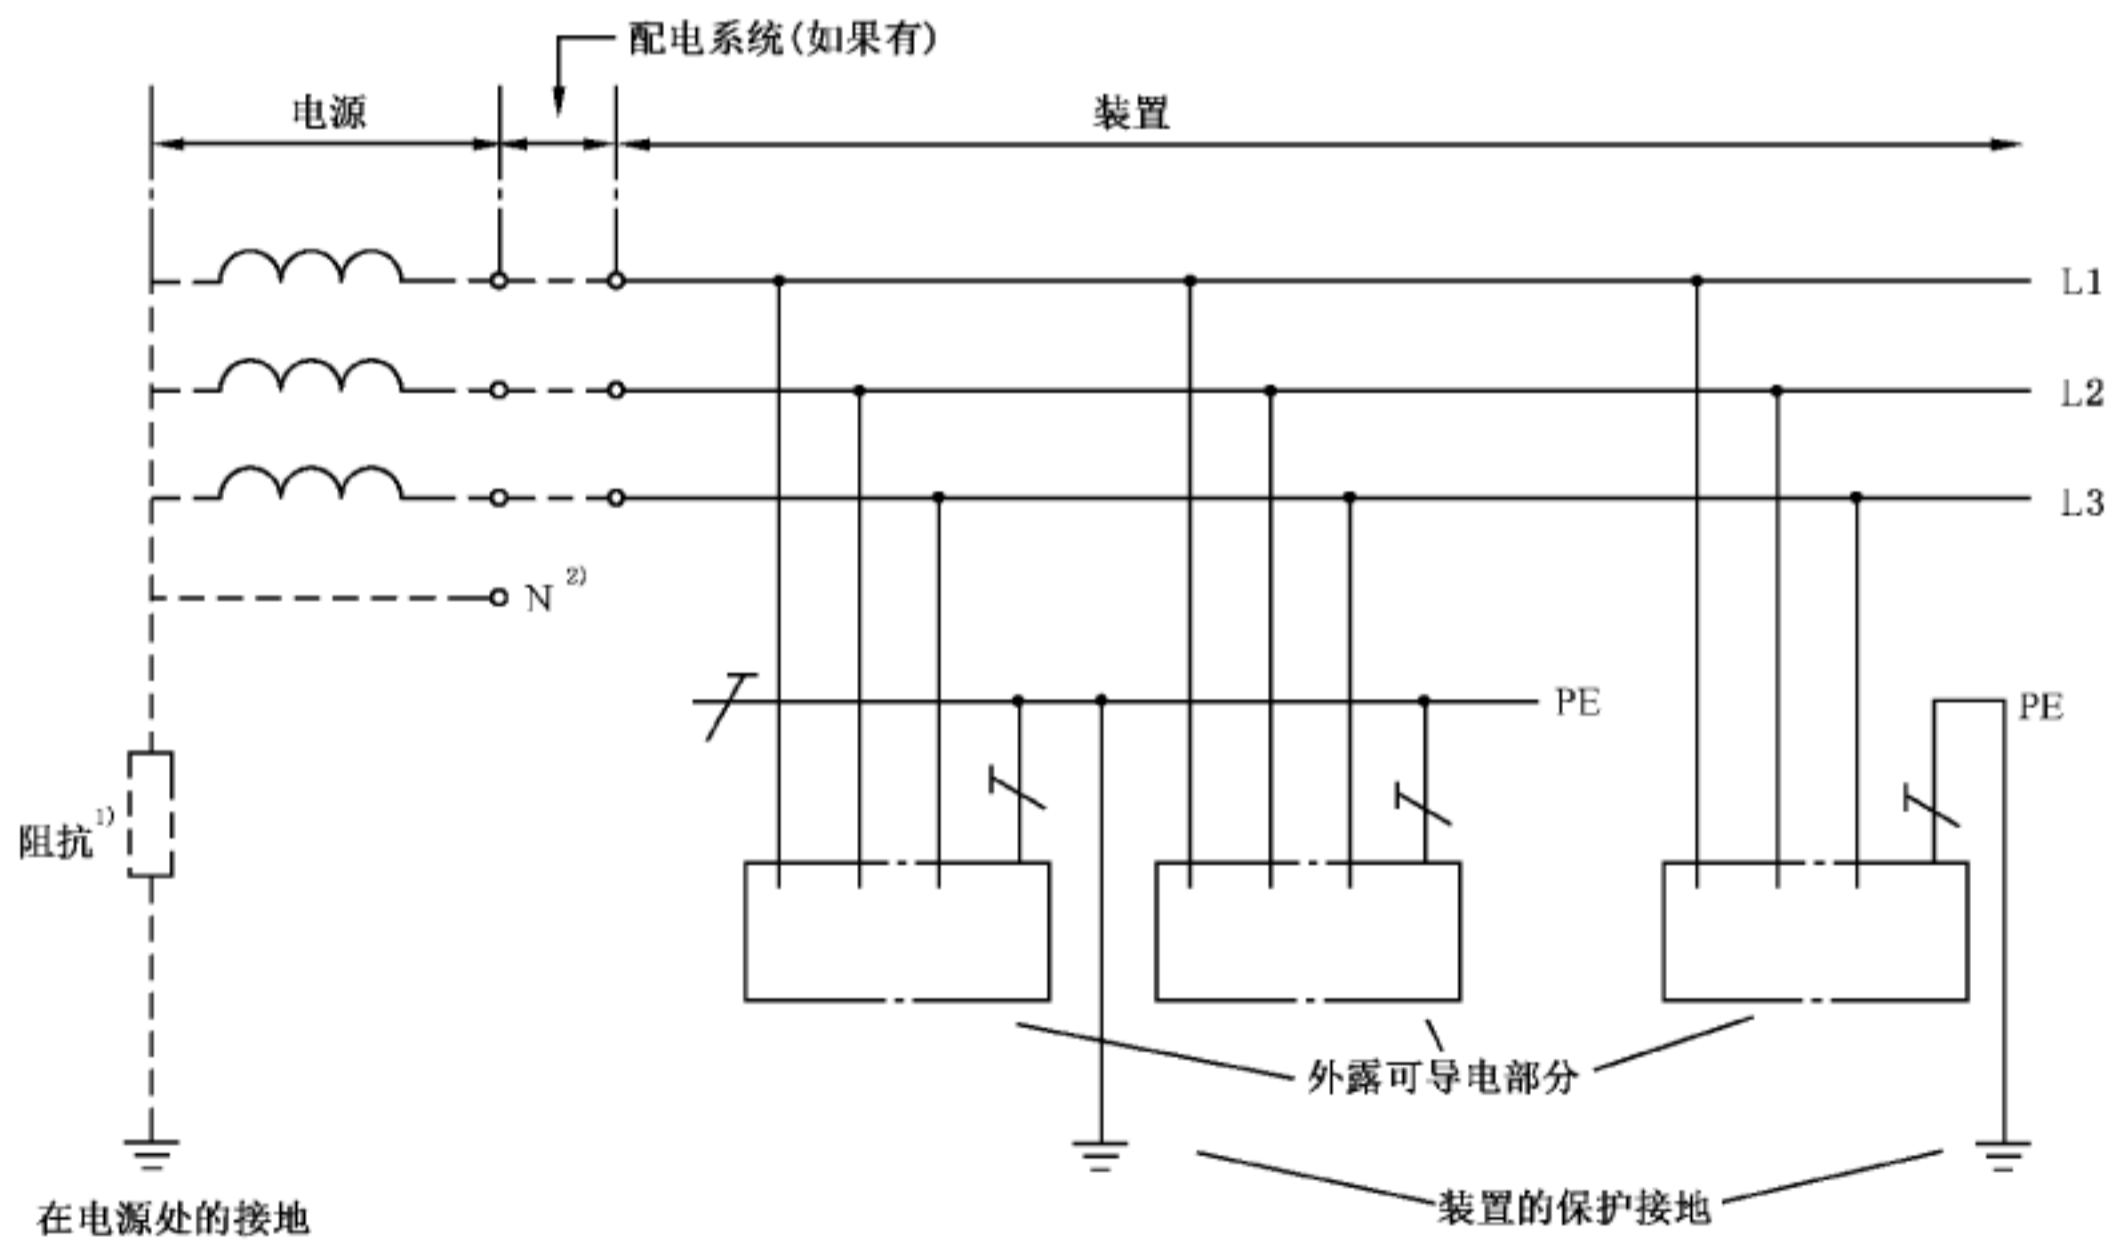 配电系统(如果有)
电源
装置
L1
L2
L3
N 2)
PE
PE
阻抗1)
外露可导电部分
装置的保护接地
在电源处的接地